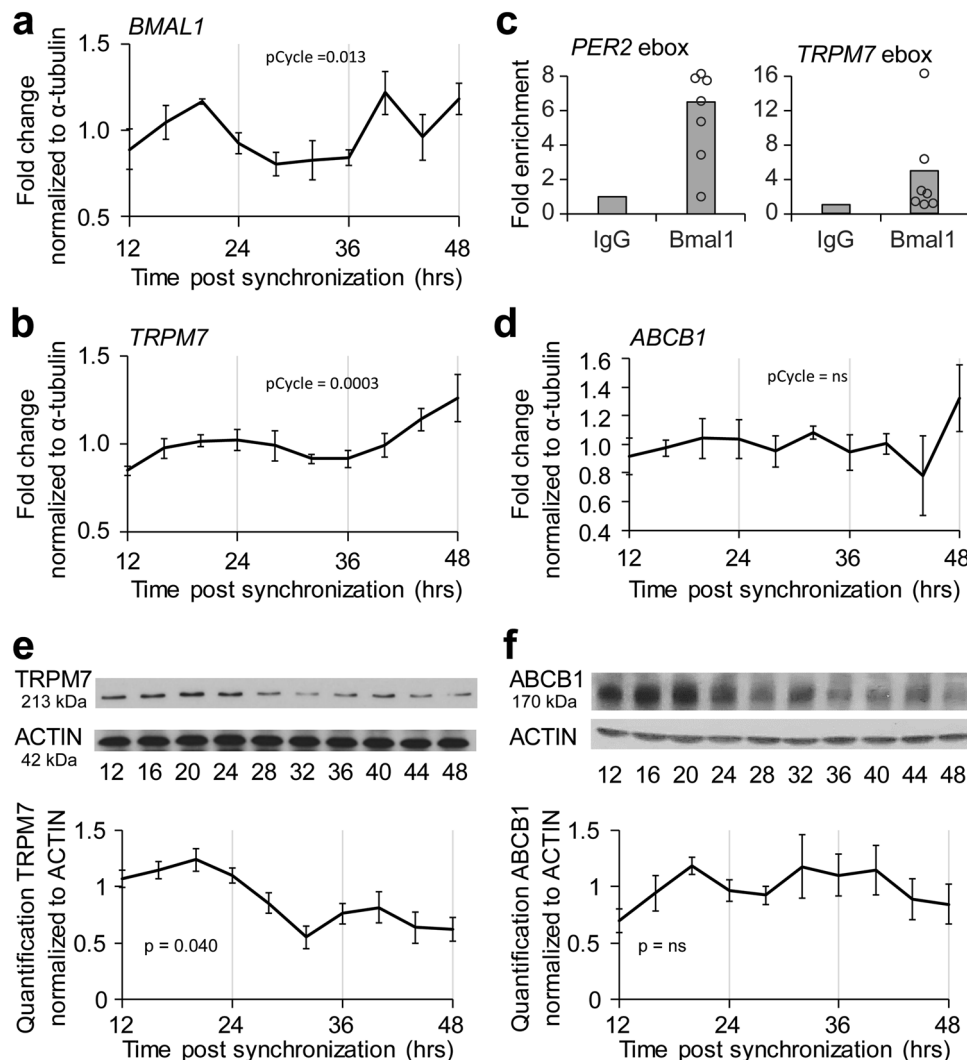 a
BMAL1
Fold change
normalized to α-tubulin
1.5
1.0
0.5
pCycle =0.013
12 24 36 48
Time post synchronization (hrs)
c
PER2 ebox
TRPM7 ebox
Fold enrichment
8
6
4
2
0
IgG Bmal1
16
12
8
4
0
IgG Bmal1
b
TRPM7
Fold change
normalized to α-tubulin
1.5
1.0
0.5
pCycle = 0.0003
12 24 36 48
Time post synchronization (hrs)
d
ABCB1
Fold change
normalized to α-tubulin
1.6
1.4
1.2
1.0
0.8
0.6
0.4
pCycle = ns
12 24 36 48
Time post synchronization (hrs)
e
TRPM7
213 kDa
ACTIN
42 kDa
12 16 20 24 28 32 36 40 44 48
Quantification TRPM7
normalized to ACTIN
1.5
1
0.5
0
p = 0.040
12 24 36 48
Time post synchronization (hrs)
f
ABCB1
170 kDa
ACTIN
12 16 20 24 28 32 36 40 44 48
Quantification ABCB1
normalized to ACTIN
1.5
1
0.5
0
p = ns
12 24 36 48
Time post synchronization (hrs)